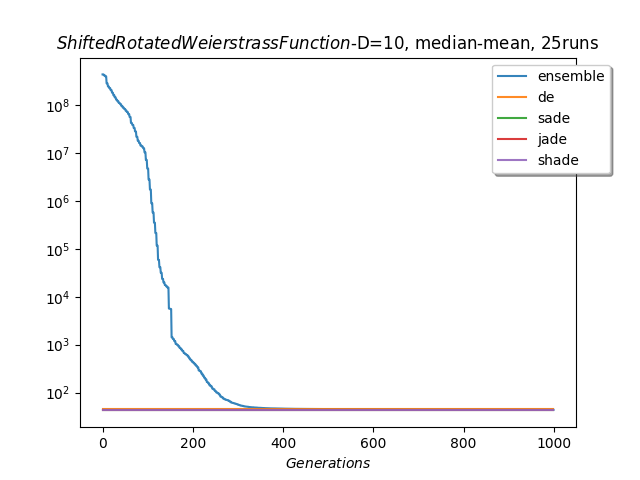 ShiftedRotatedWeierstrassFunction-D=10, median-mean, 25runs
ensemble
de
sade
jade
shade
10^8
10^7
10^6
10^5
10^4
10^3
10^2
0 200 400 600 800 1000
Generations